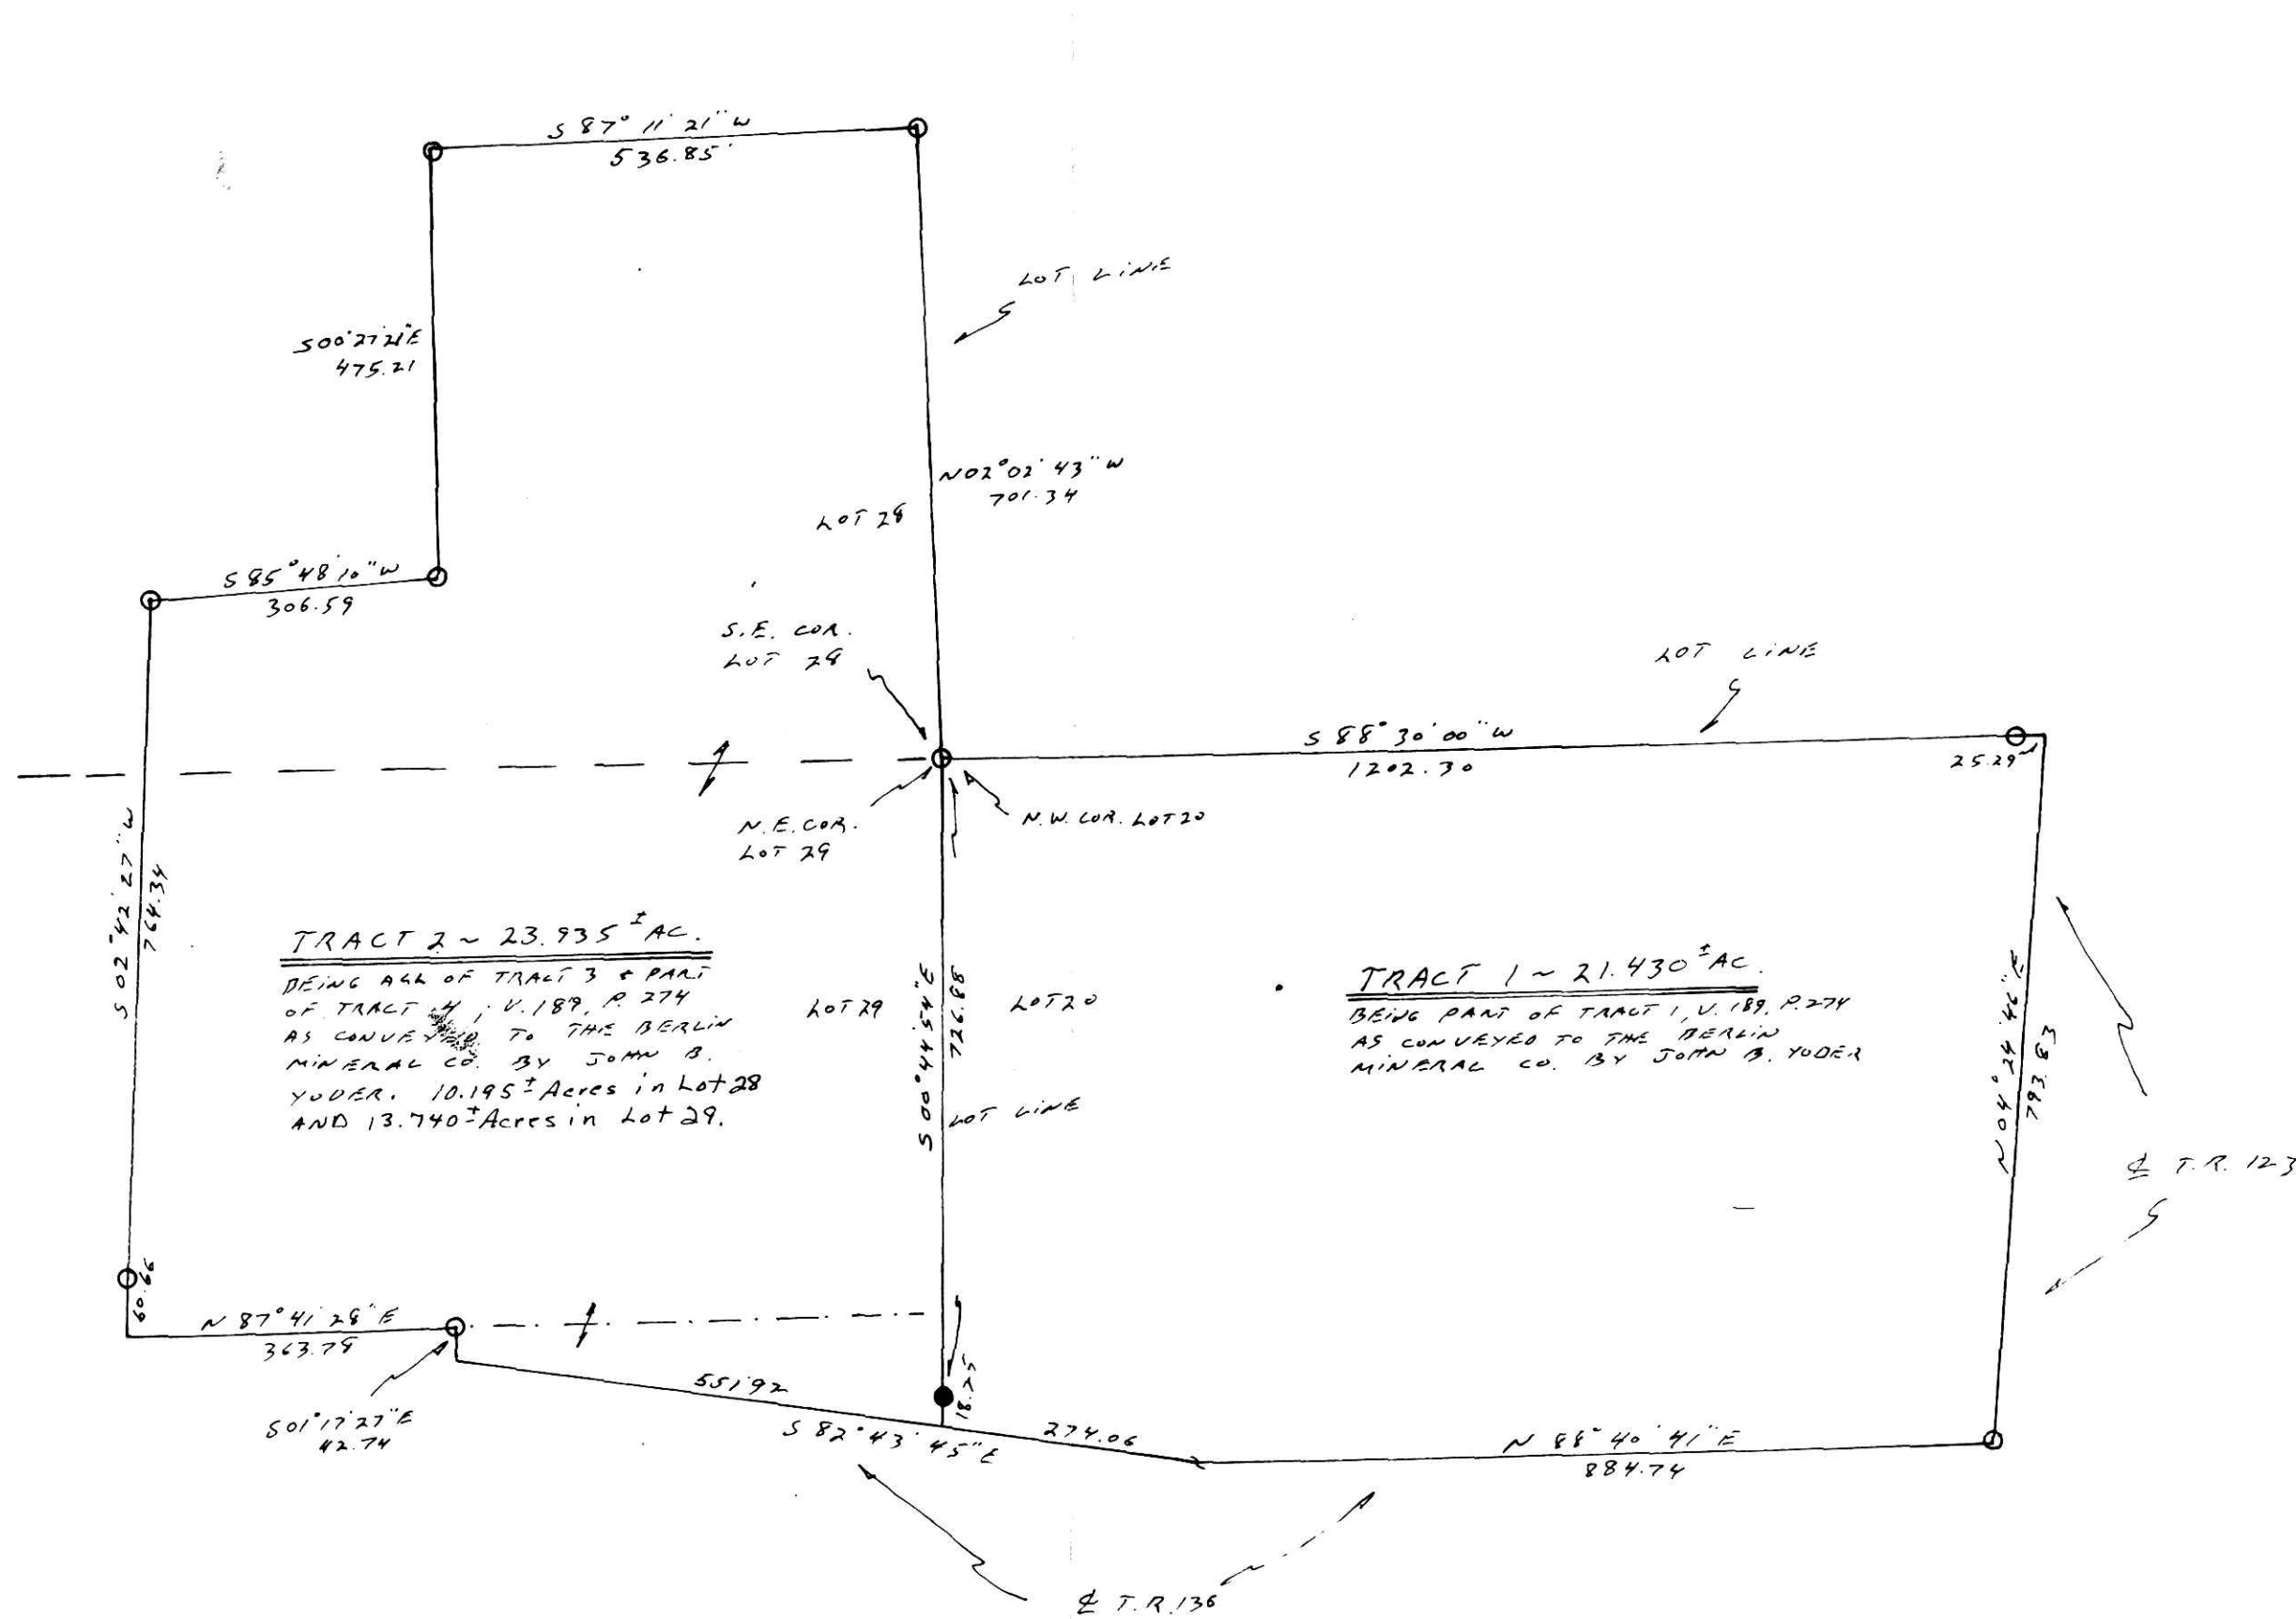 S 87° 11' 21" W
536.85'
LOT LINE
S00°27'21"E
475.21
N02°02'43"W
701.34
LOT 28
S 85°48'10"W
306.59
S.E. COR.
LOT 28
LOT LINE
S 88° 30' 00" W
1202.30
25.29
N.E. COR.
LOT 29
N.W. COR. LOT 20
S 02°42'27"W
764.34
TRACT 2 ~ 23.935 ± AC.
BEING ALL OF TRACT 3 & PART
OF TRACT 4, V.189, P. 274
AS CONVEYED TO THE BERLIN
MINERAL CO. BY JOHN B.
YODER. 10.195± Acres in Lot 28
AND 13.740± Acres in Lot 29.
LOT 29
S 00°44'54"E
726.88
LOT 20
LOT LINE
TRACT 1 ~ 21.430 ± AC.
BEING PART OF TRACT 1, V.189, P.274
AS CONVEYED TO THE BERLIN
MINERAL CO. BY JOHN B. YODER
N 04°24'46"E
793.83
℄ T.R. 123
60.66
N 87°41'28"E
363.78
S01°17'27"E
42.74
551.92
18.25
S 82°43'45"E
274.06
N 88°40'41"E
884.74
℄ T.R. 136